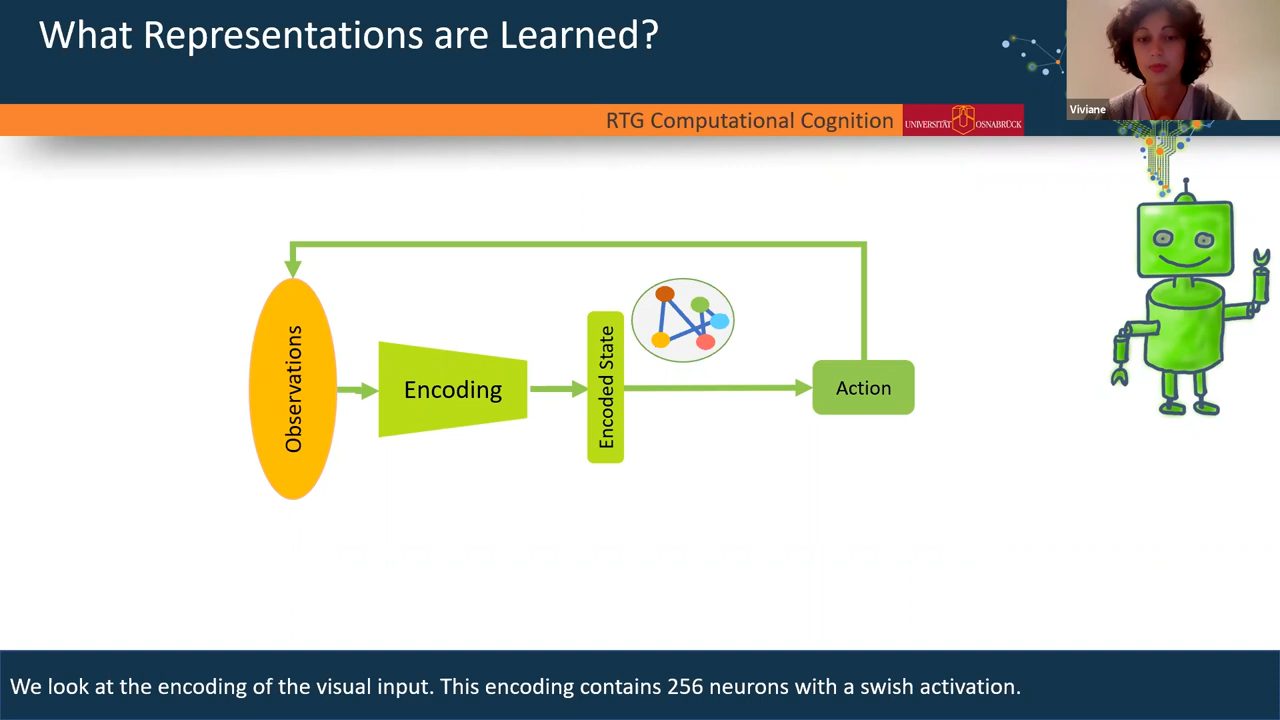 What Representations are Learned?
Viviane
RTG Computational Cognition
UNIVERSITÄT OSNABRÜCK
Observations
Encoding
Encoded State
Action
We look at the encoding of the visual input. This encoding contains 256 neurons with a swish activation.